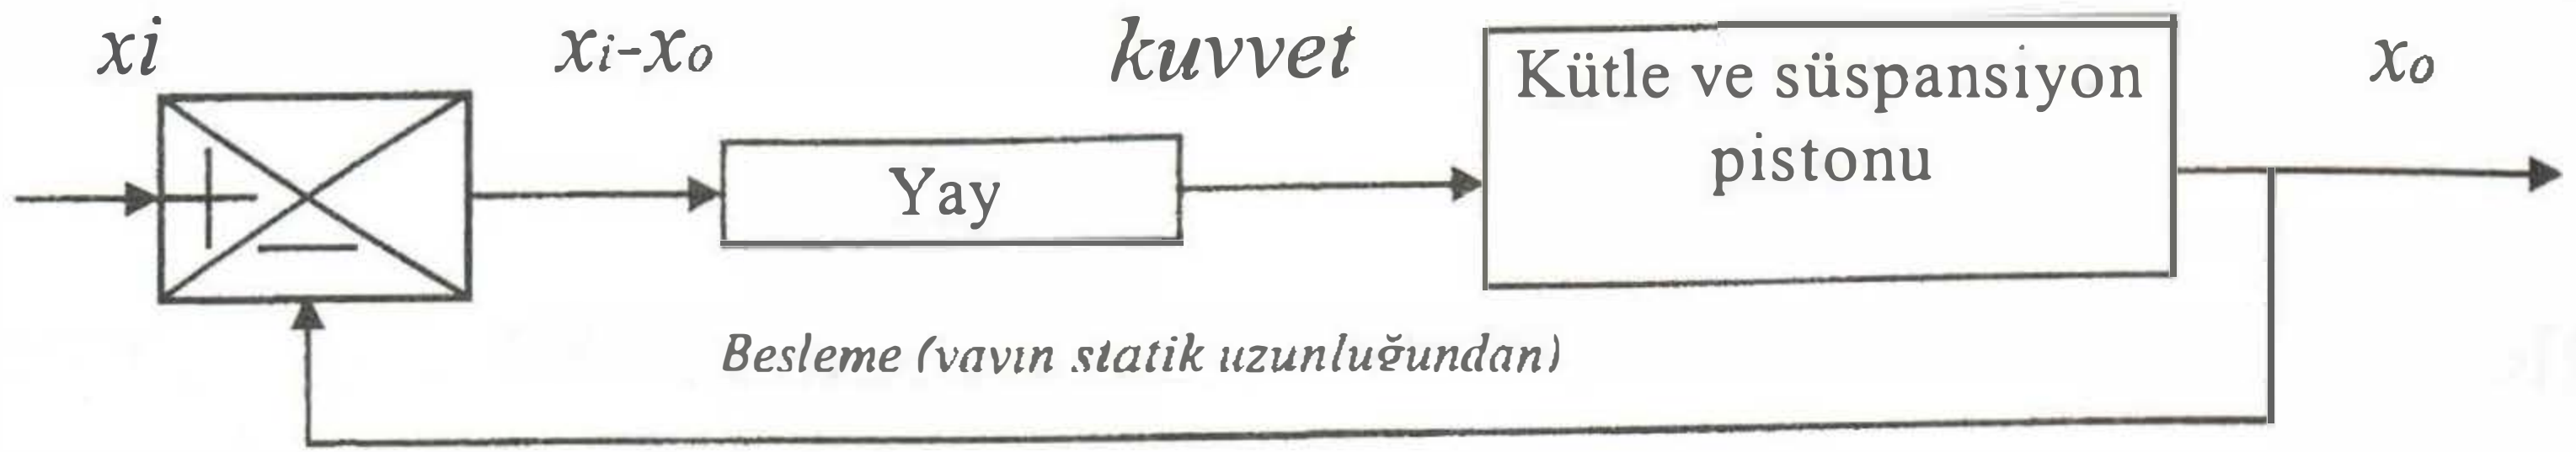 xi
xi-xo
kuvvet
Kütle ve süspansiyon
pistonu
xo
Yay
Besleme (yayın statik uzunluğundan)